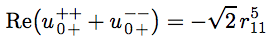 Re(u_{0+}^{++} + u_{0+}^{--}) = −√2 r_{11}^{5}